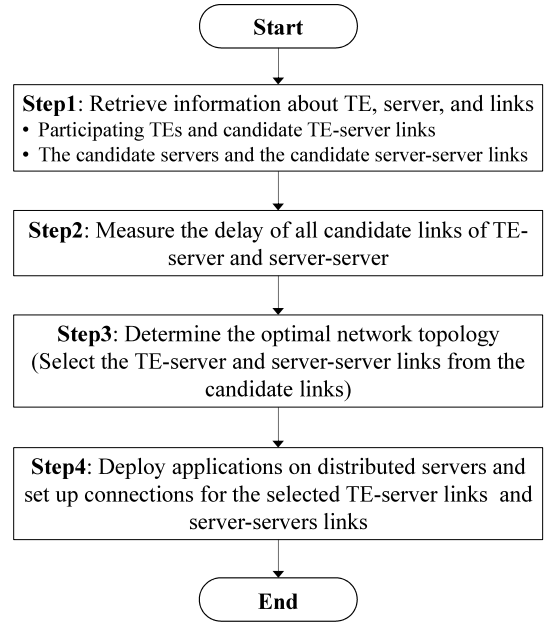 Start
Step1: Retrieve information about TE, server, and links
• Participating TEs and candidate TE-server links
• The candidate servers and the candidate server-server links
Step2: Measure the delay of all candidate links of TE-
server and server-server
Step3: Determine the optimal network topology
(Select the TE-server and server-server links from the
candidate links)
Step4: Deploy applications on distributed servers and
set up connections for the selected TE-server links and
server-servers links
End